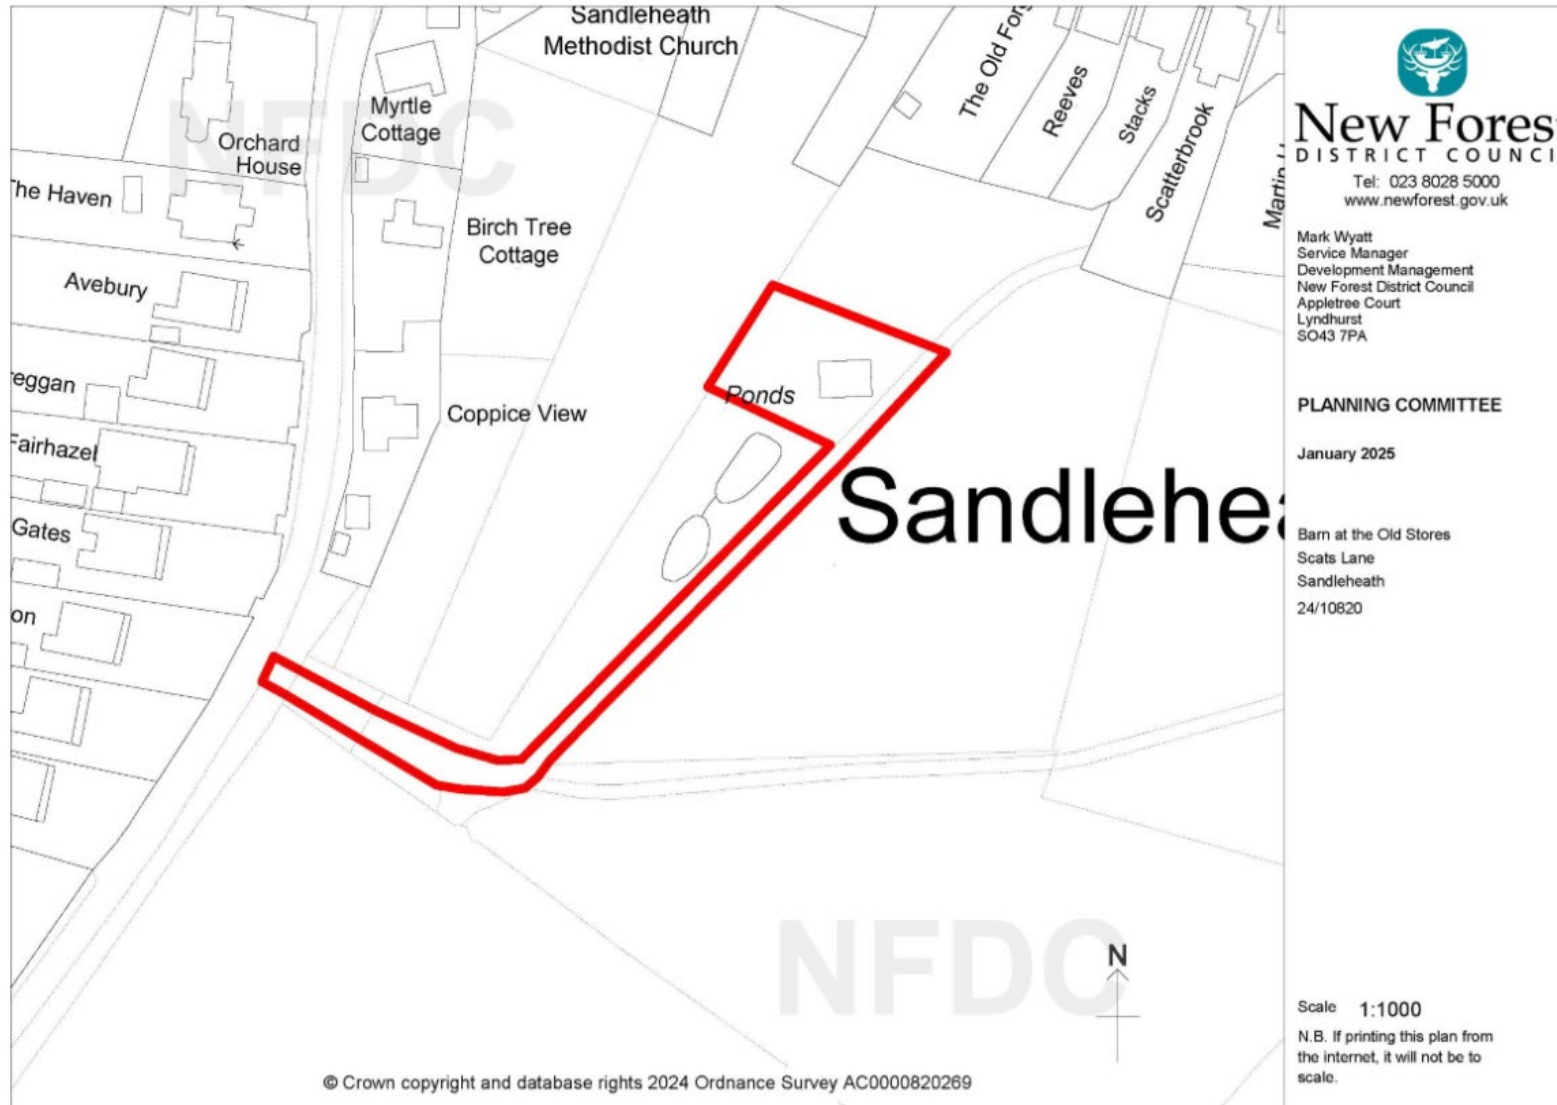 Sandleheath
Methodist Church
The Old Forg
Reeves
Stacks
Scatterbrook
Myrtle
Cottage
NFDC
Orchard
House
The Haven
Birch Tree
Cottage
Avebury
reggan
Coppice View
Ponds
Fairhazel
Gates
on
Sandlehea
NFDC
N
© Crown copyright and database rights 2024 Ordnance Survey AC0000820269
New Fores
DISTRICT COUNCI
Tel: 023 8028 5000
www.newforest.gov.uk
Mark Wyatt
Service Manager
Development Management
New Forest District Council
Appletree Court
Lyndhurst
SO43 7PA
PLANNING COMMITTEE
January 2025
Barn at the Old Stores
Scats Lane
Sandleheath
24/10820
Scale 1:1000
N.B. If printing this plan from
the internet, it will not be to
scale.